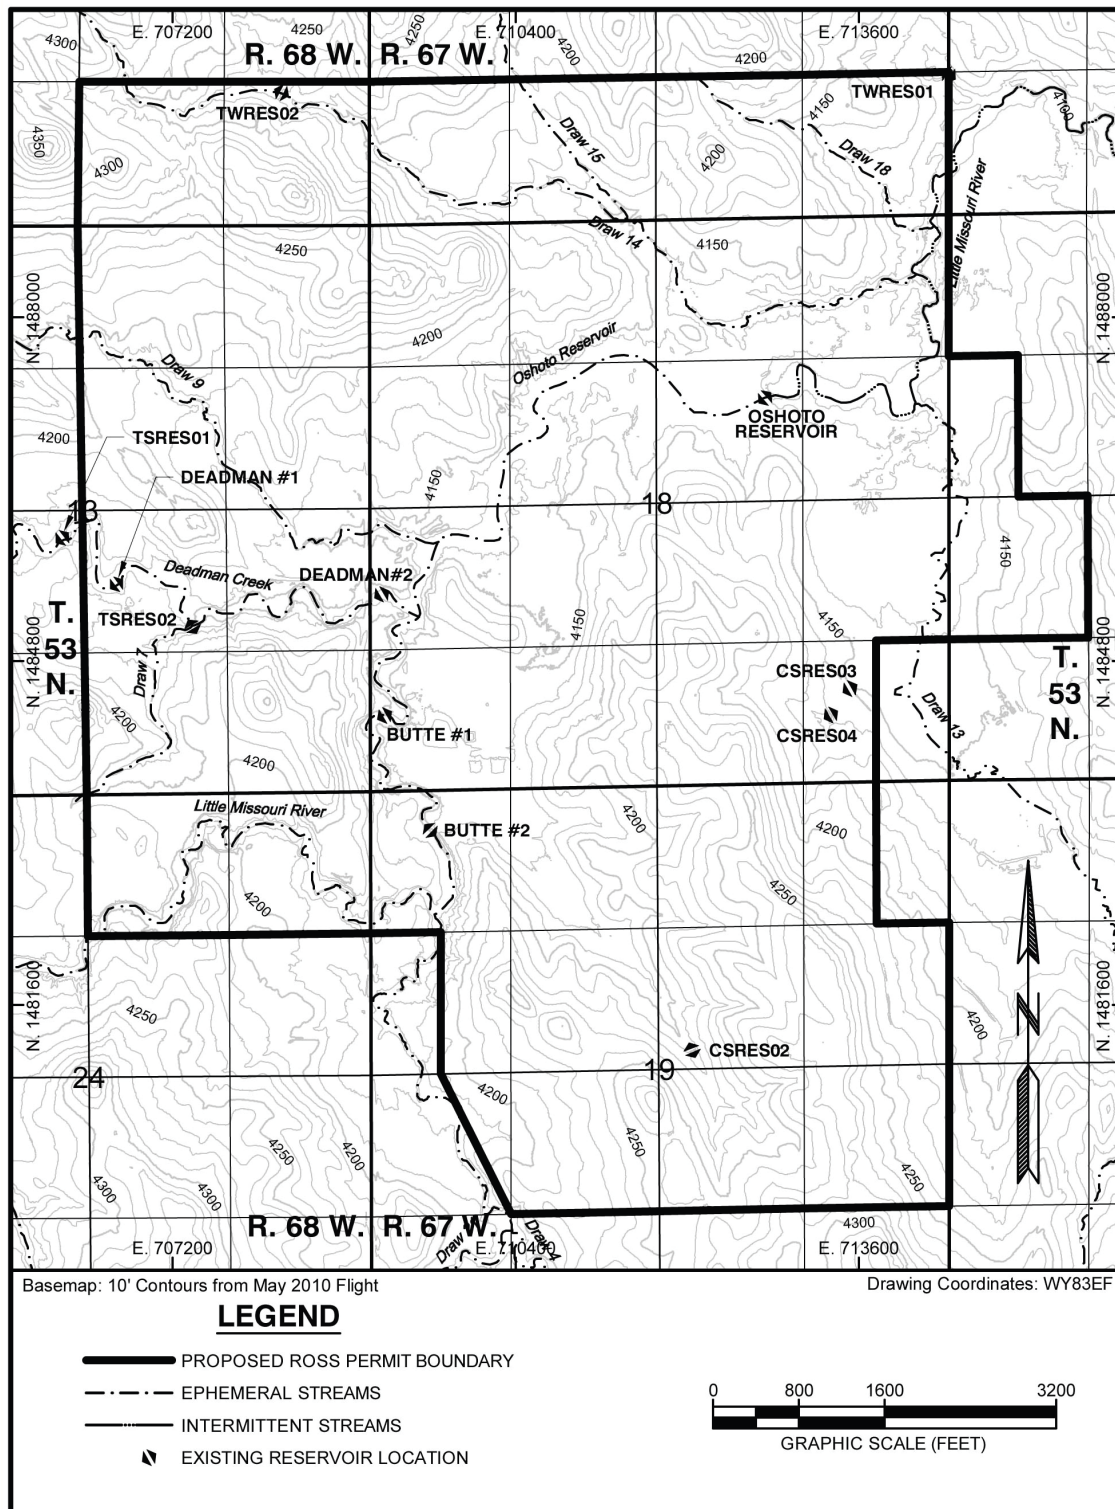 4300
E. 707200
4250
4250
E. 710400
4200
E. 713600
4200
R. 68 W.
R. 67 W.
TWRES01
TWRES02
4150
4100
4350
4300
Draw 15
4200
Draw 18
Little Missouri River
Draw 14
4250
4150
N. 1488000
N. 1488000
4200
Oshoto Reservoir
Draw 9
OSHOTO
RESERVOIR
4200
TSRES01
DEADMAN #1
4150
13
18
4150
Deadman Creek
DEADMAN#2
TSRES02
4150
4150
T.
53
N.
N. 1484800
N. 1484800
T.
53
N.
Draw 7
CSRES03
4200
BUTTE #1
CSRES04
Draw 13
4200
Little Missouri River
BUTTE #2
4200
4200
4200
4250
N. 1481600
N. 1481600
4250
4200
CSRES02
24
19
4200
4250
4200
4250
4300
4300
4250
R. 68 W.
R. 67 W.
4300
E. 707200
Draw
E. 710400
Draw 4
E. 713600
Basemap: 10' Contours from May 2010 Flight
Drawing Coordinates: WY83EF
LEGEND
PROPOSED ROSS PERMIT BOUNDARY
EPHEMERAL STREAMS
INTERMITTENT STREAMS
EXISTING RESERVOIR LOCATION
0 800 1600 3200
GRAPHIC SCALE (FEET)
N